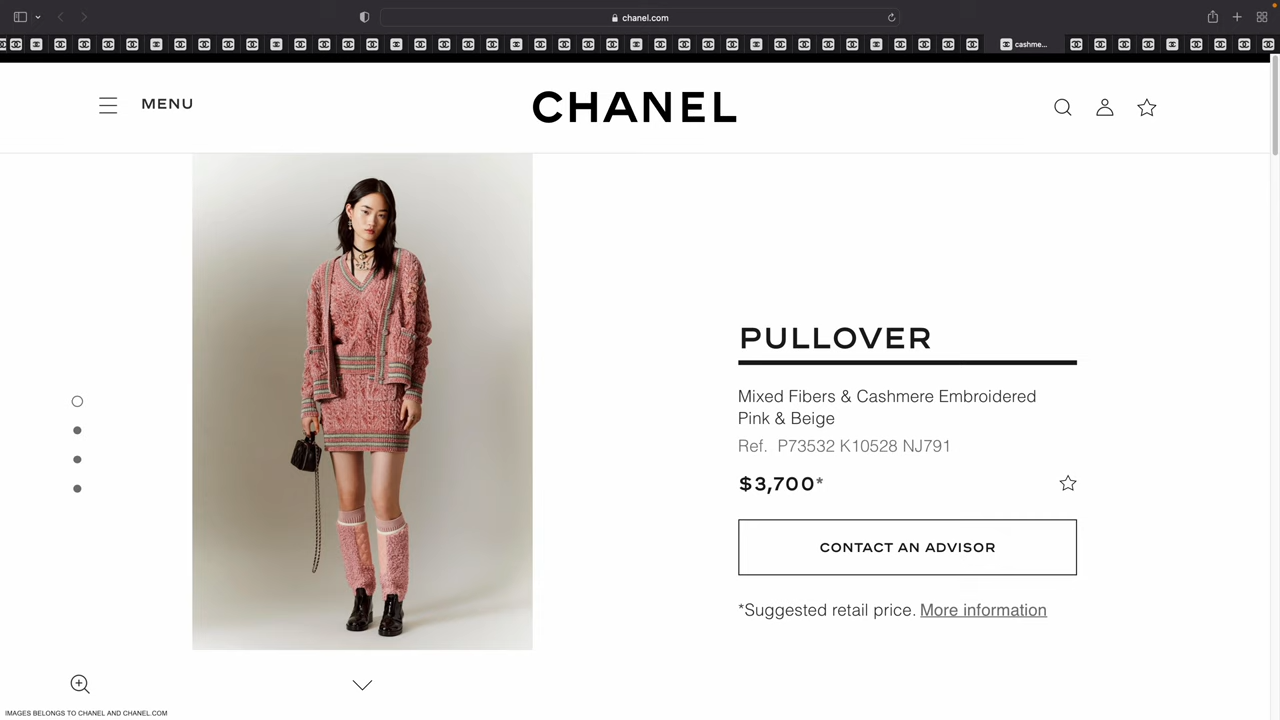 chanel.com
cashme...
MENU
CHANEL
PULLOVER
Mixed Fibers & Cashmere Embroidered
Pink & Beige
Ref. P73532 K10528 NJ791
$3,700*
CONTACT AN ADVISOR
*Suggested retail price. More information
IMAGES BELONGS TO CHANEL AND CHANEL.COM